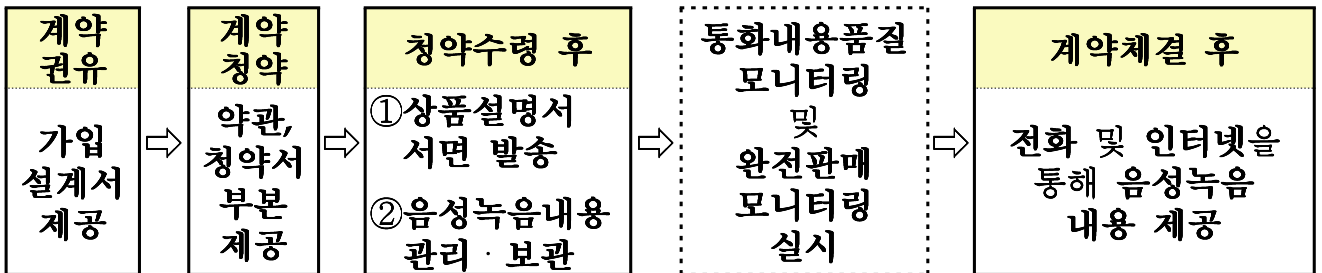 계약
권유
가입
설계서
제공
계약
청약
약관,
청약서
부본
제공
청약수령 후
①상품설명서
서면 발송
②음성녹음내용
관리 · 보관
통화내용품질
모니터링
및
완전판매
모니터링
실시
계약체결 후
전화 및 인터넷을
통해 음성녹음
내용 제공